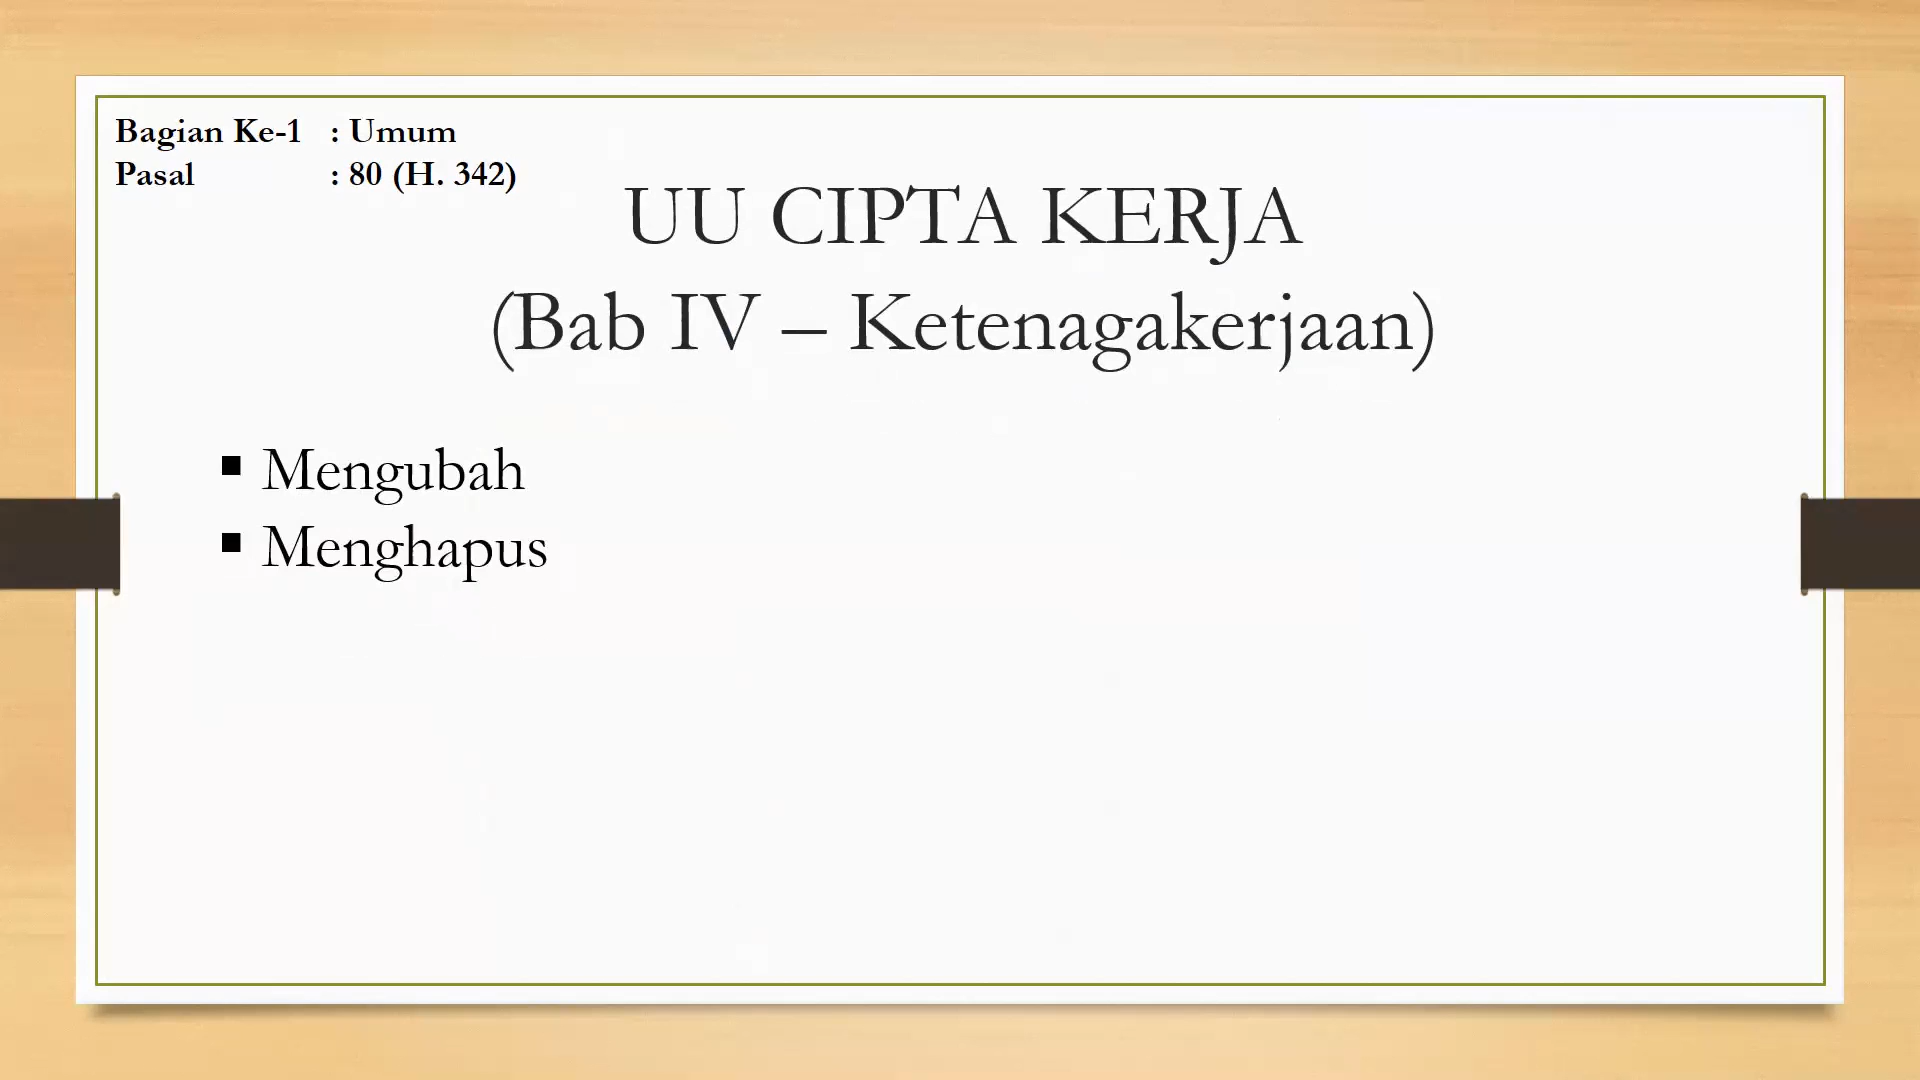 Bagian Ke-1 : Umum
Pasal : 80 (H. 342)
UU CIPTA KERJA
(Bab IV – Ketenagakerjaan)
▪ Mengubah
▪ Menghapus